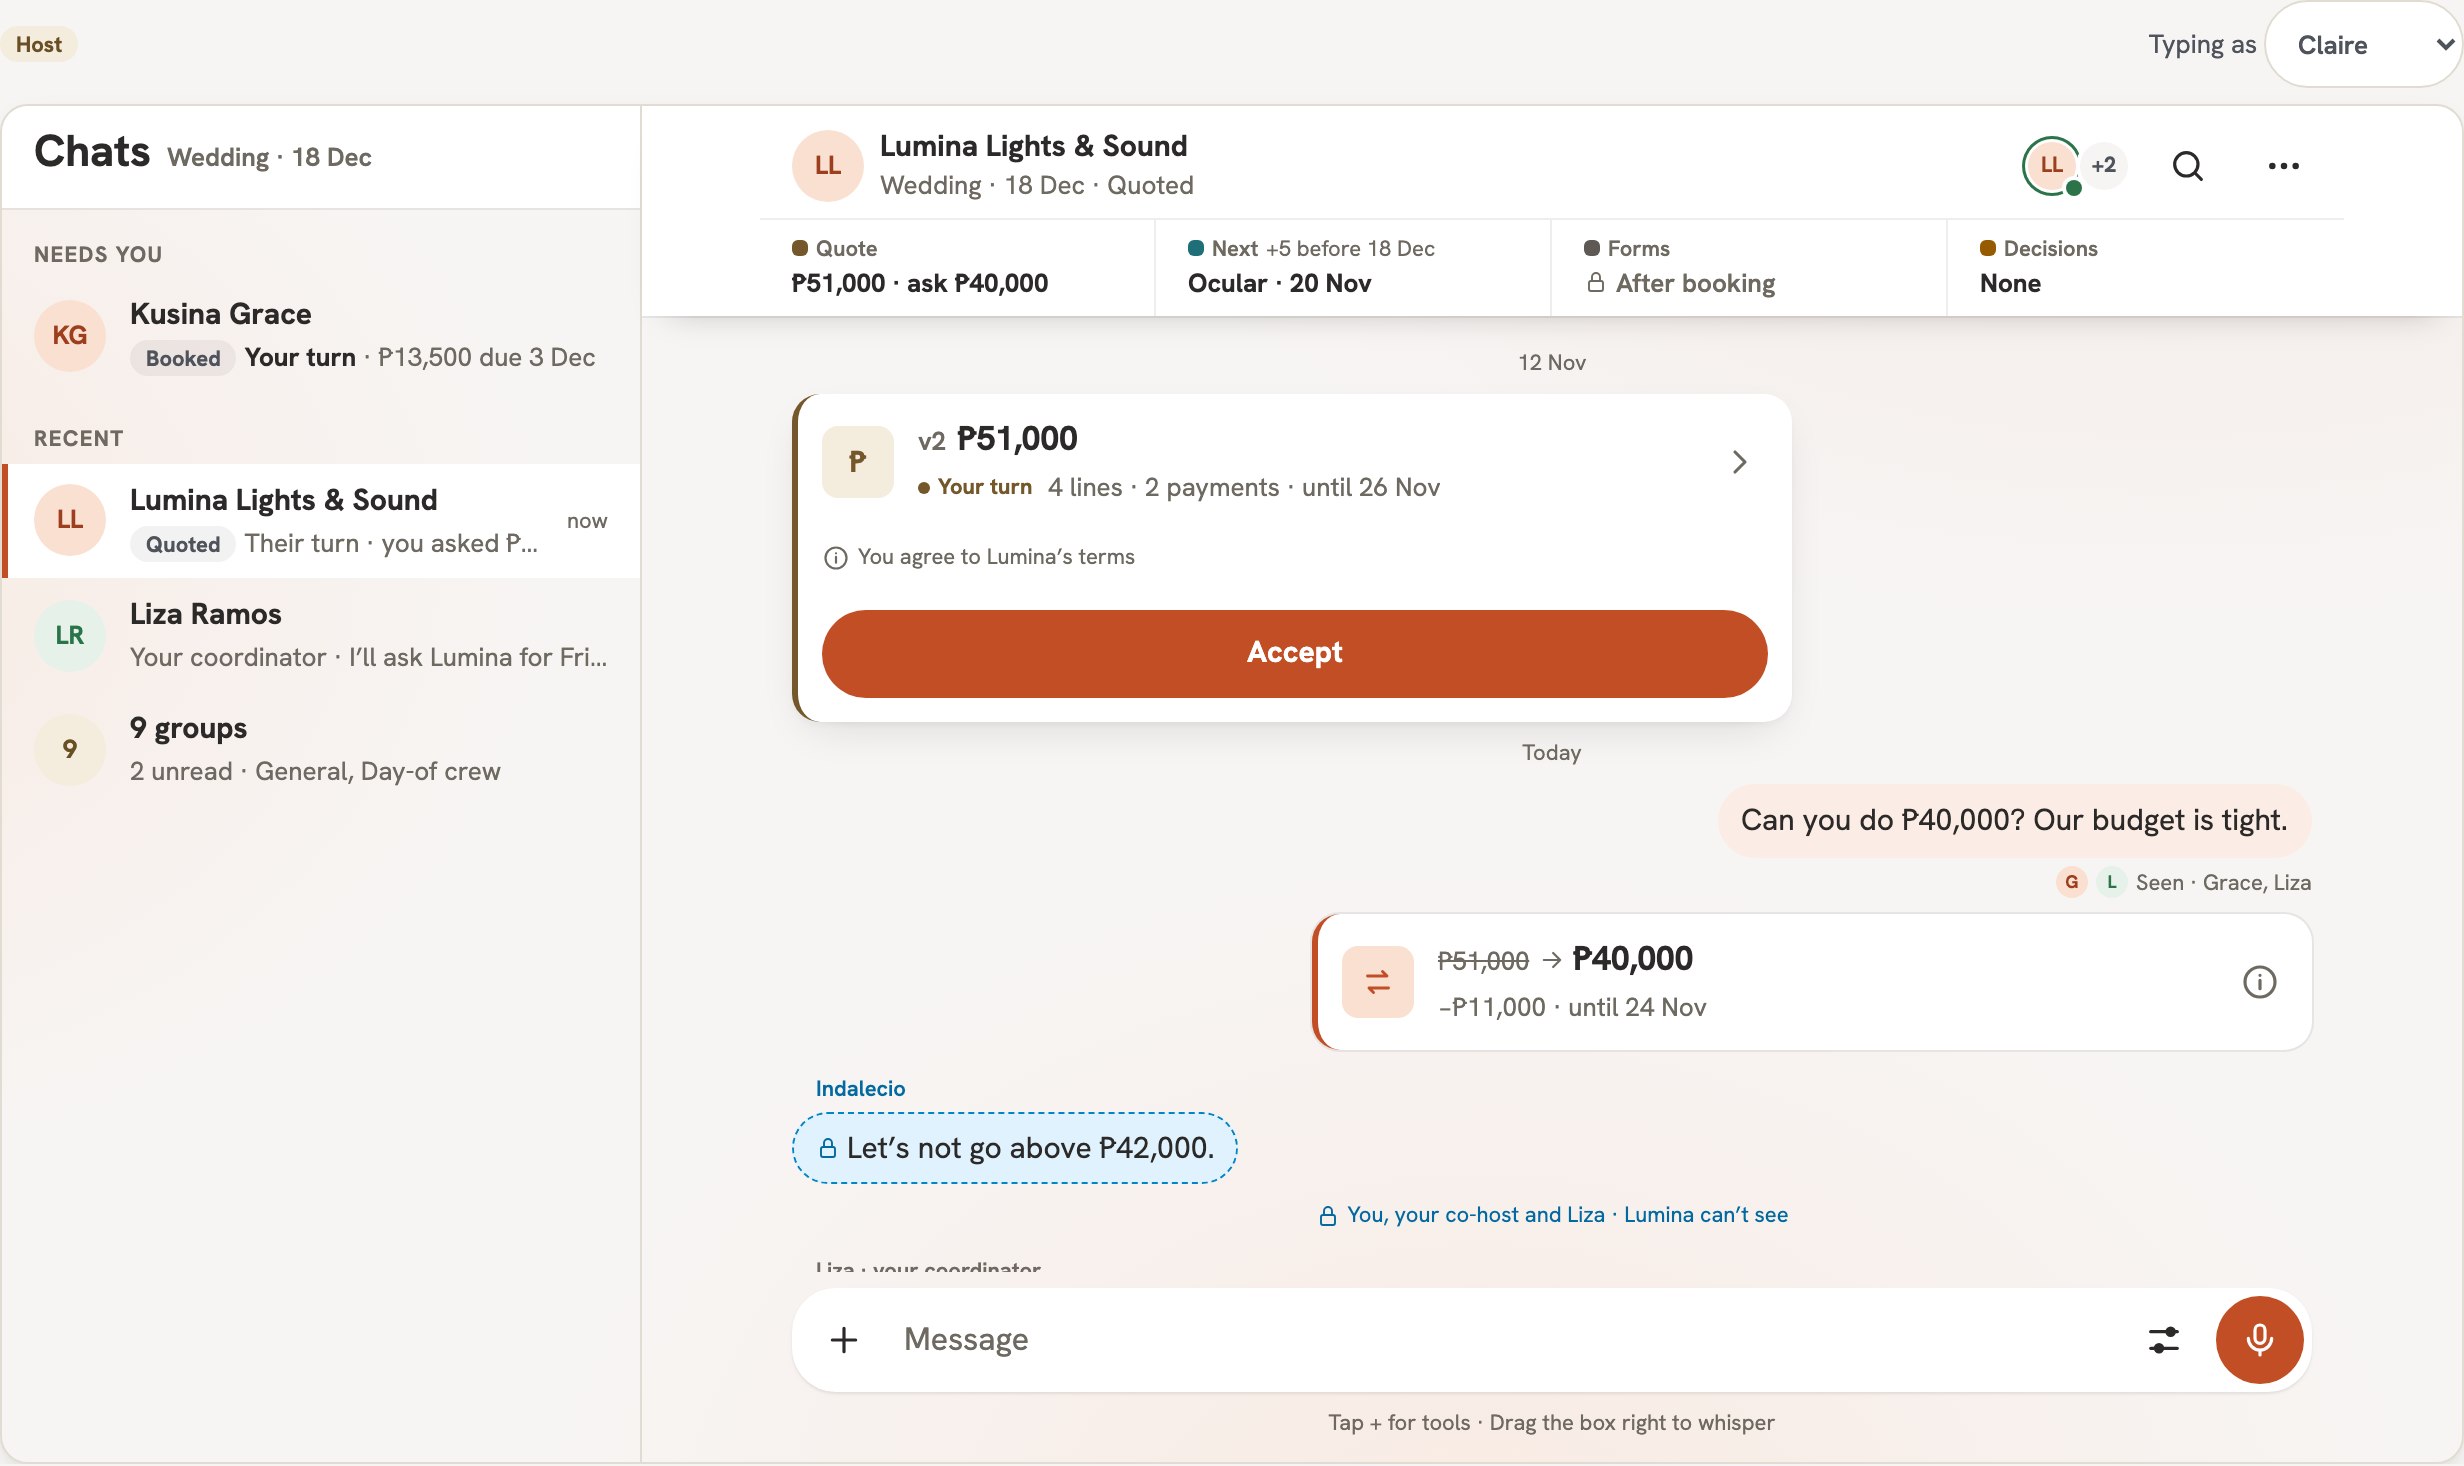 Host
Typing as
Claire
Chats Wedding · 18 Dec
NEEDS YOU
KG
Kusina Grace
Booked Your turn · ₱13,500 due 3 Dec
RECENT
LL
Lumina Lights & Sound
now
Quoted Their turn · you asked ₱...
LR
Liza Ramos
Your coordinator · I’ll ask Lumina for Fri...
9
9 groups
2 unread · General, Day-of crew
LL
Lumina Lights & Sound
Wedding · 18 Dec · Quoted
LL +2
Quote
₱51,000 · ask ₱40,000
Next +5 before 18 Dec
Ocular · 20 Nov
Forms
After booking
Decisions
None
12 Nov
₱
v2 ₱51,000
Your turn 4 lines · 2 payments · until 26 Nov
You agree to Lumina’s terms
Accept
Today
Can you do ₱40,000? Our budget is tight.
G L Seen · Grace, Liza
₱51,000 → ₱40,000
−₱11,000 · until 24 Nov
Indalecio
Let’s not go above ₱42,000.
You, your co-host and Liza · Lumina can’t see
Liza · your coordinator
Message
Tap + for tools · Drag the box right to whisper